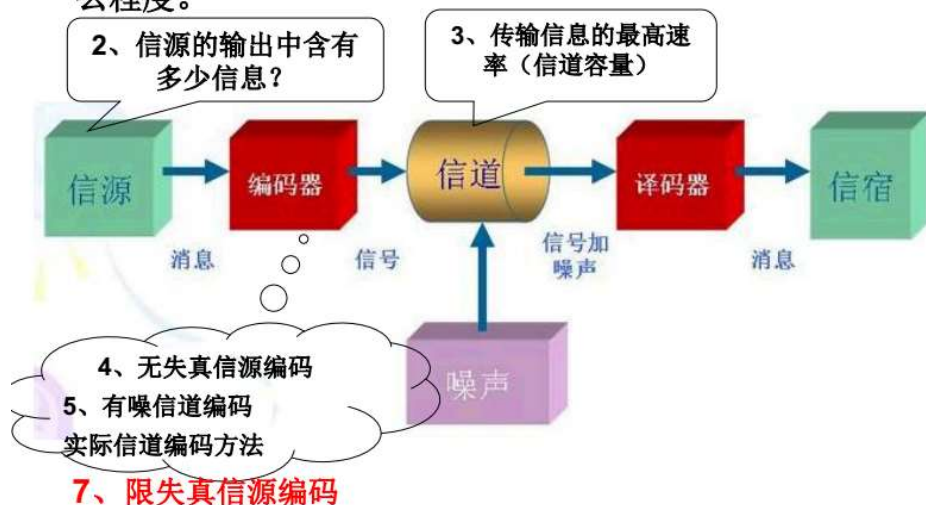 么程度。
2、信源的输出中含有
多少信息？
3、传输信息的最高速
率（信道容量）
信源
编码器
信道
译码器
信宿
消息
信号
信号加
噪声
消息
噪声
4、无失真信源编码
5、有噪信道编码
实际信道编码方法
7、限失真信源编码